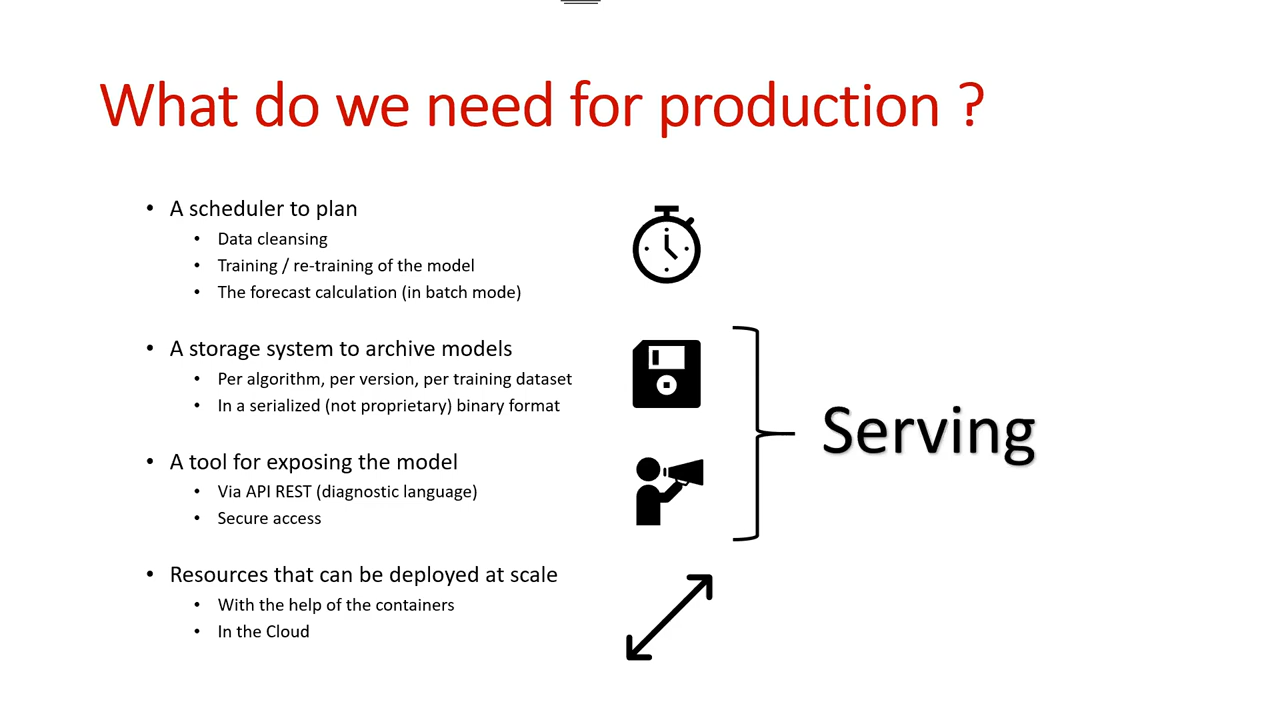 What do we need for production ?
• A scheduler to plan
• Data cleansing
• Training / re-training of the model
• The forecast calculation (in batch mode)
• A storage system to archive models
• Per algorithm, per version, per training dataset
• In a serialized (not proprietary) binary format
Serving
• A tool for exposing the model
• Via API REST (diagnostic language)
• Secure access
• Resources that can be deployed at scale
• With the help of the containers
• In the Cloud